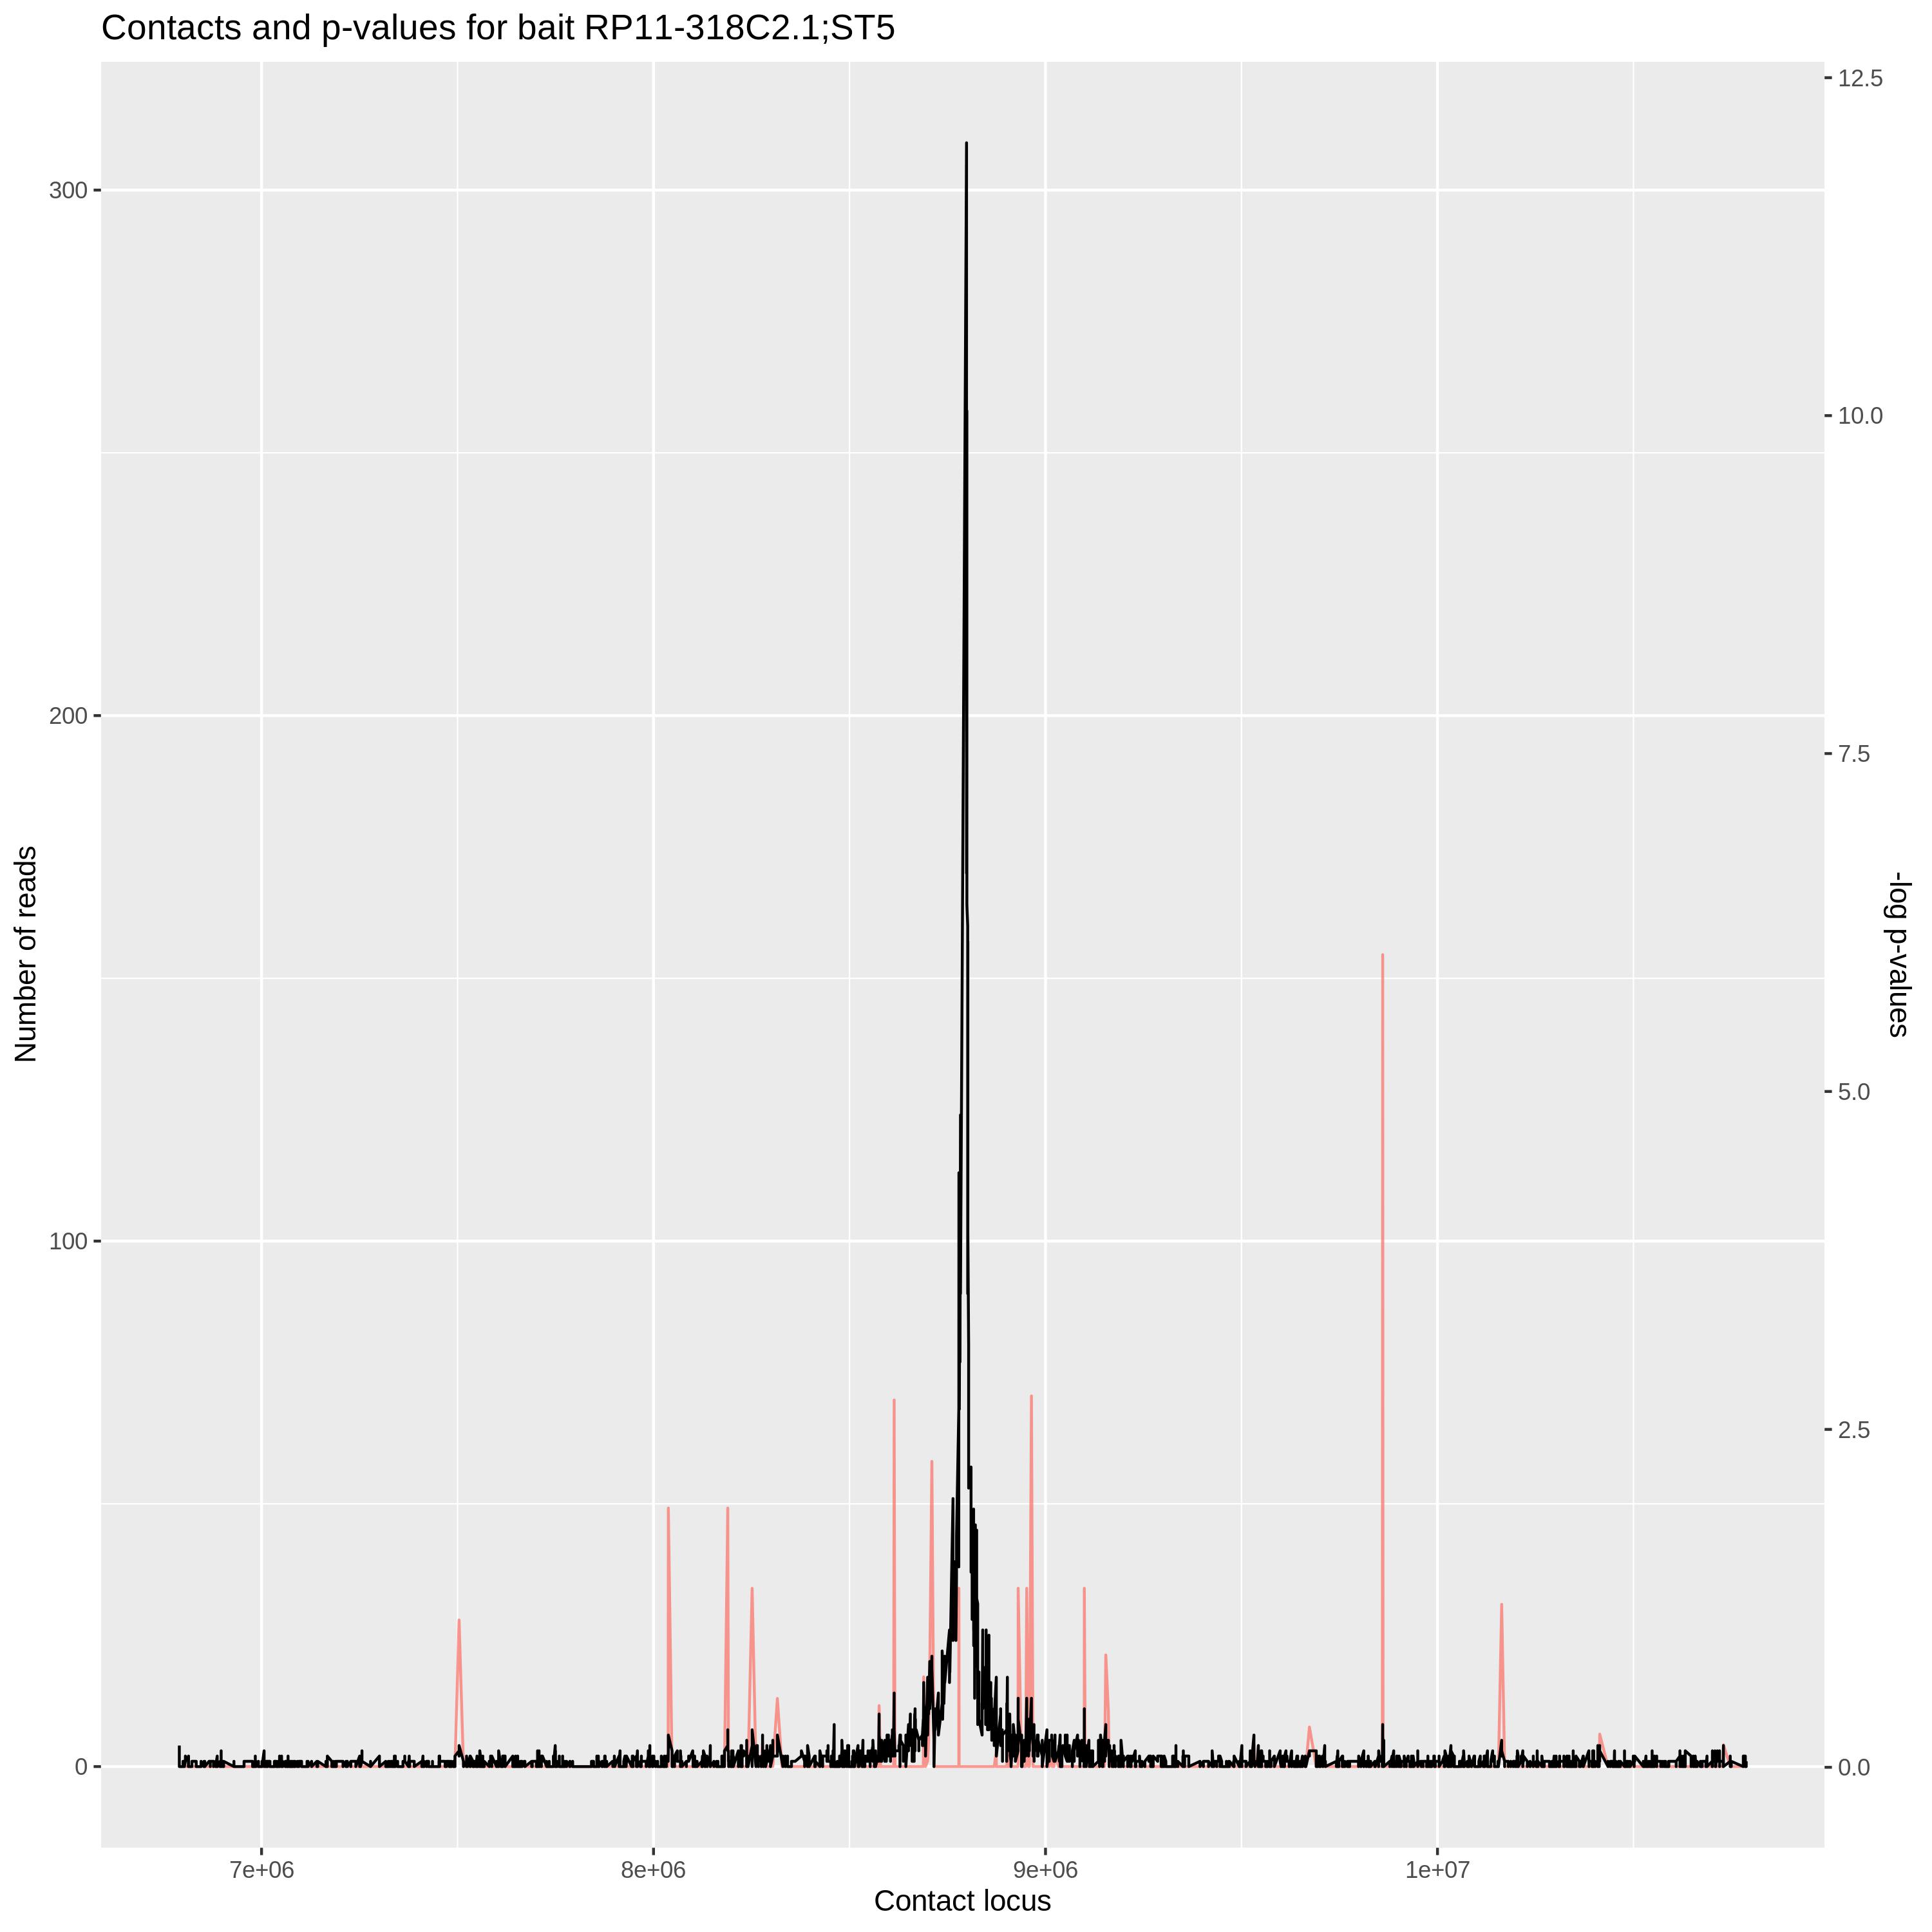 Contacts and p-values for bait RP11-318C2.1;ST5
300
200
100
0
Number of reads
12.5
10.0
7.5
5.0
2.5
0.0
-log p-values
7e+06
8e+06
9e+06
1e+07
Contact locus